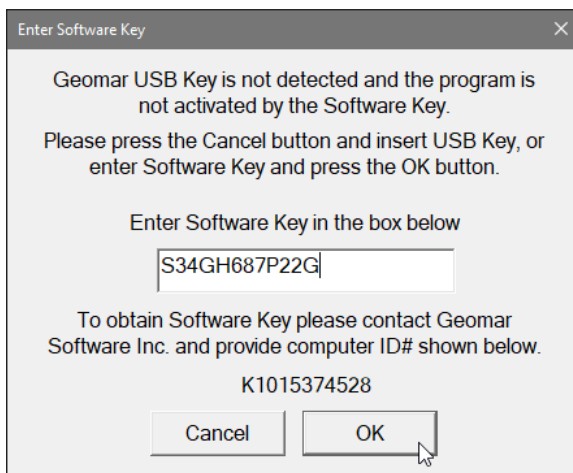 Enter Software Key
Geomar USB Key is not detected and the program is
not activated by the Software Key.
Please press the Cancel button and insert USB Key, or
enter Software Key and press the OK button.
Enter Software Key in the box below
S34GH687P22G
To obtain Software Key please contact Geomar
Software Inc. and provide computer ID# shown below.
K1015374528
Cancel
OK